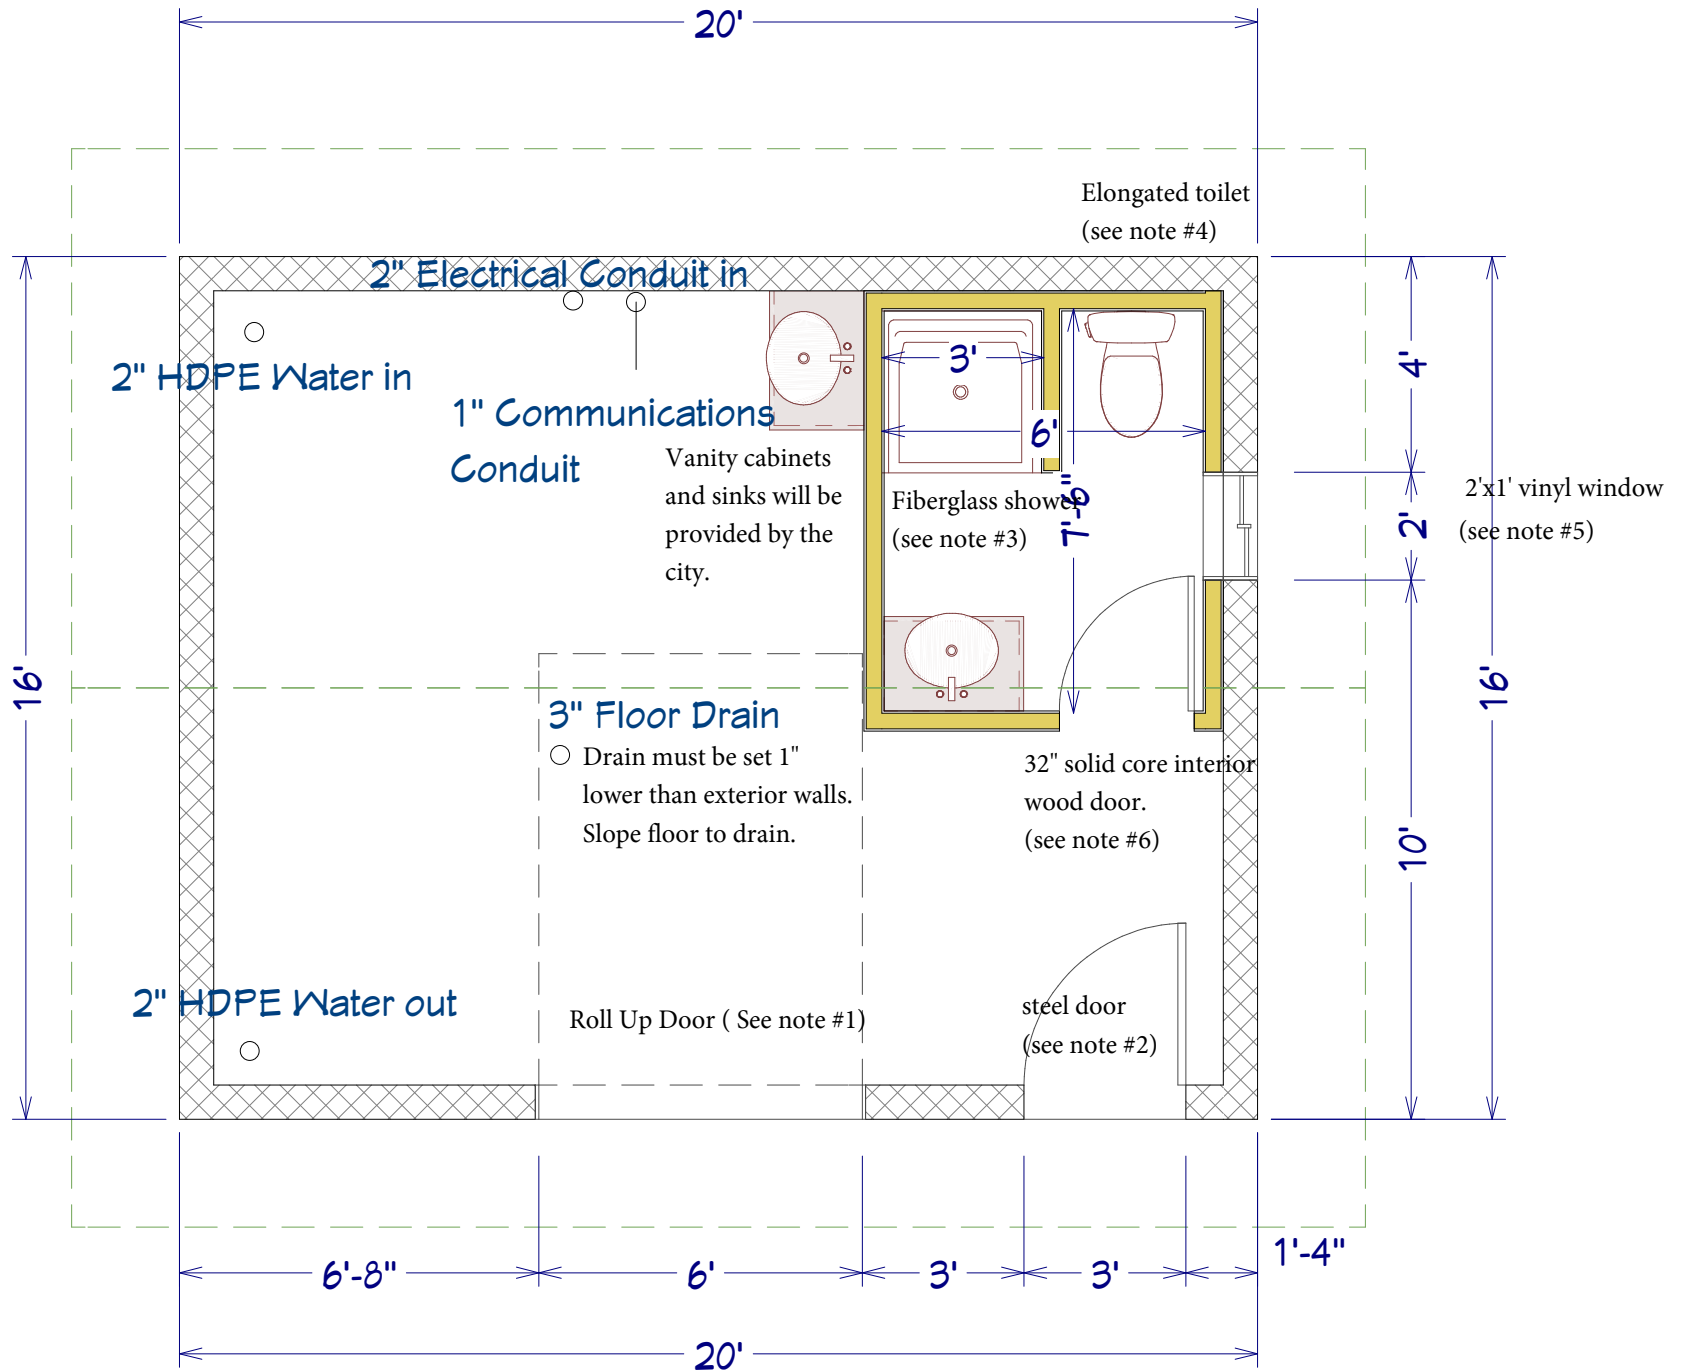 20'
Elongated toilet
(see note #4)
2" Electrical Conduit in
2" HDPE Water in
3'
4'
1" Communications
Conduit
6'
Vanity cabinets
and sinks will be
provided by the
city.
Fiberglass shower
(see note #3)
7'-6"
2'
2'x1' vinyl window
(see note #5)
16'
16'
3" Floor Drain
Drain must be set 1"
lower than exterior walls.
Slope floor to drain.
32" solid core interior
wood door.
(see note #6)
10'
2" HDPE Water out
Roll Up Door ( See note #1)
steel door
(see note #2)
1'-4"
6'-8"
6'
3'
3'
20'